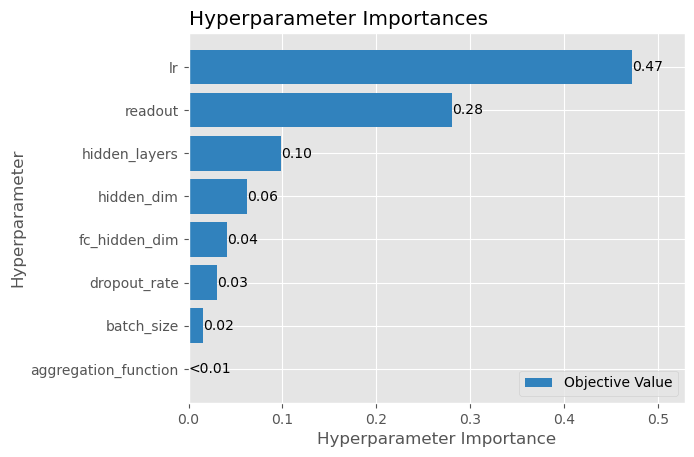 Hyperparameter Importances
Hyperparameter
lr
0.47
readout
0.28
hidden_layers
0.10
hidden_dim
0.06
fc_hidden_dim
0.04
dropout_rate
0.03
batch_size
0.02
aggregation_function
<0.01
Objective Value
0.0 0.1 0.2 0.3 0.4 0.5
Hyperparameter Importance